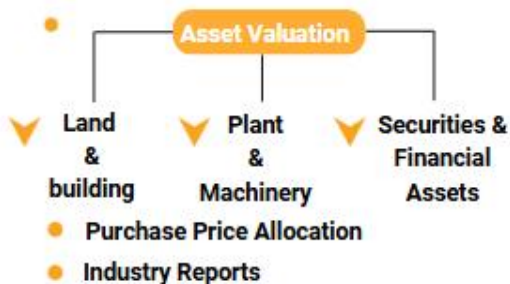 Asset Valuation
Land
&
building
Plant
&
Machinery
Securities &
Financial
Assets
Purchase Price Allocation
Industry Reports